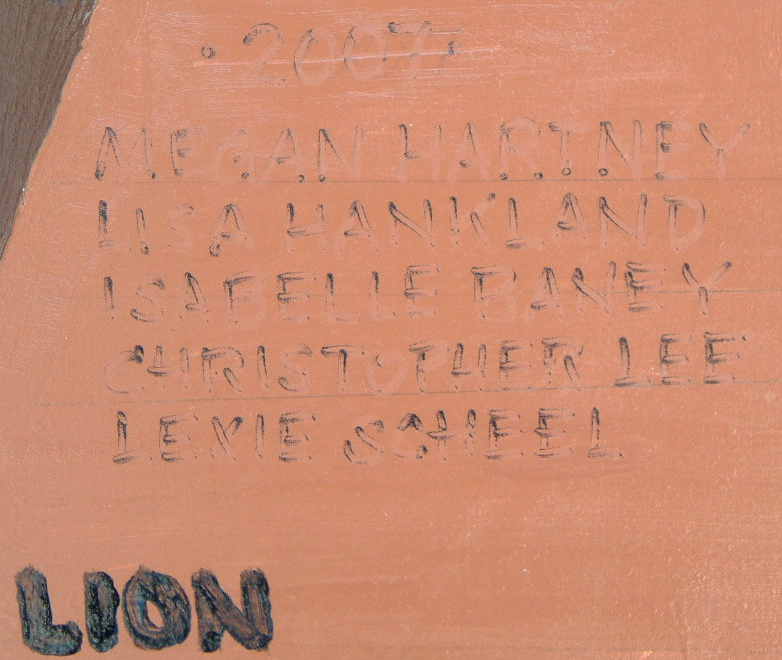 2007
MEGAN HARTNEY
LISA HANKLAND
ISABELLE BANEY
CHRISTOPHER LEE
LEXIE SCHEEL
LION